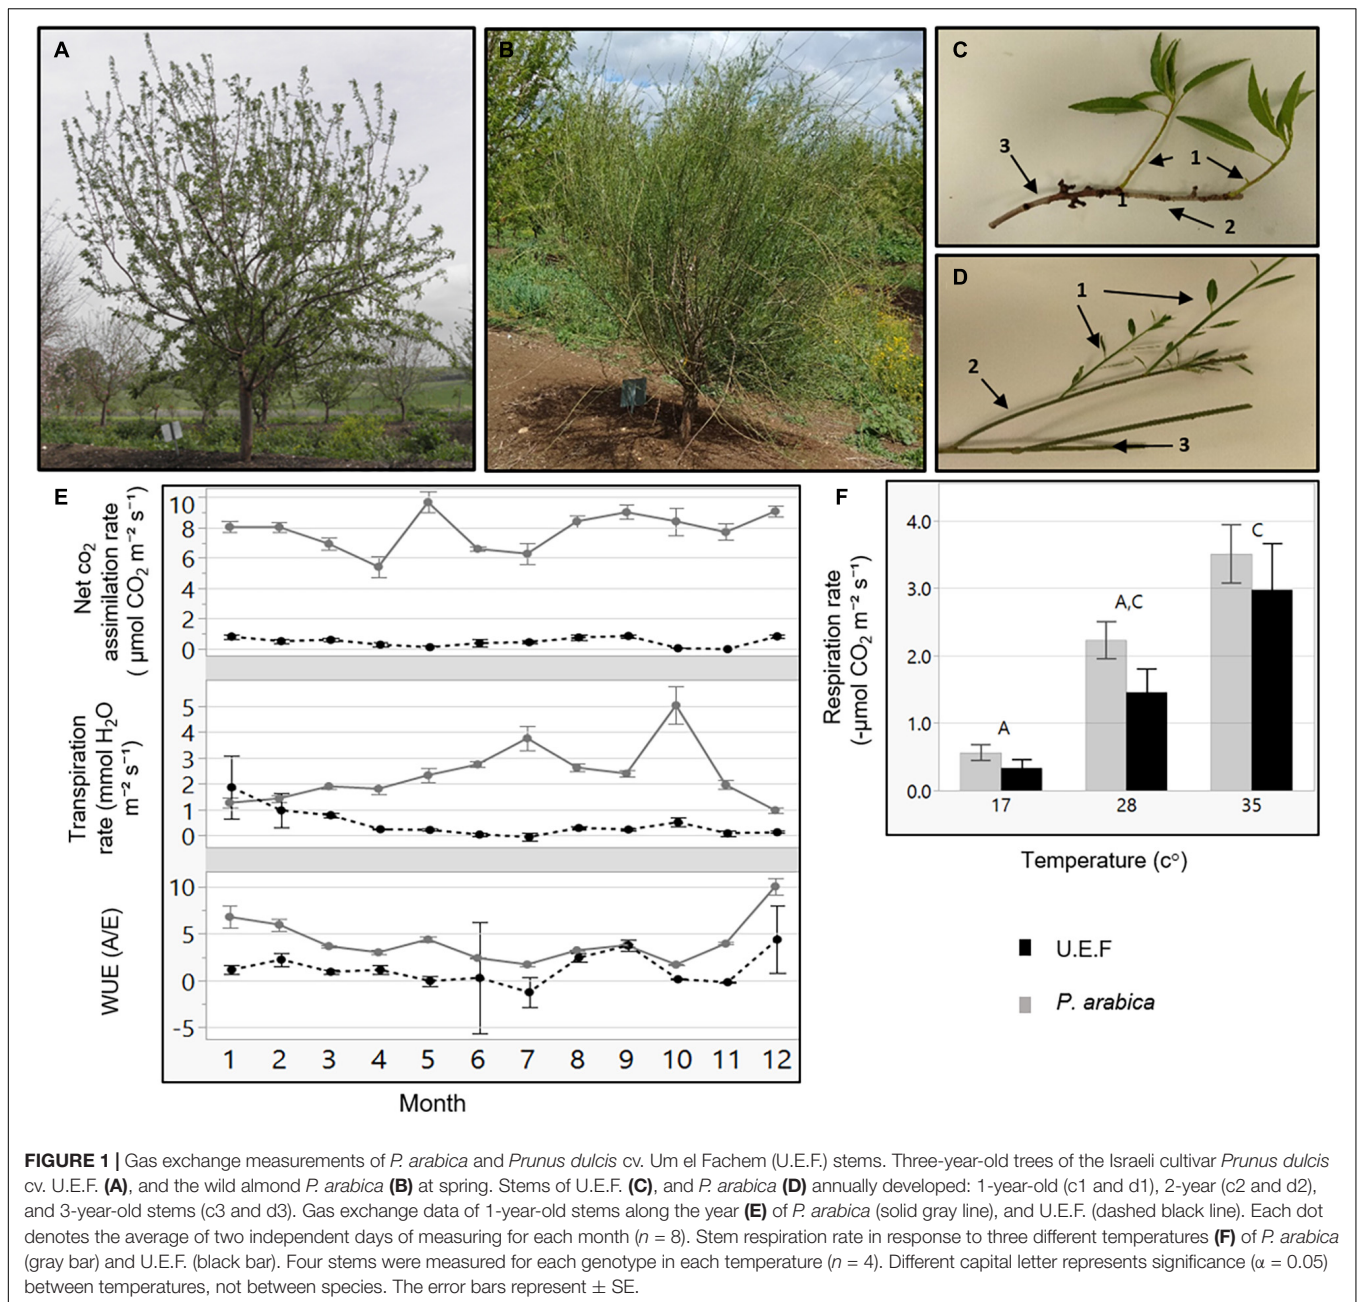 A
B
C
3
1
1
2
D
1
2
3
E
Net co₂
assimilation rate
( µmol CO₂ m⁻² s⁻¹)
10
8
6
4
2
0
Transpiration
rate (mmol H₂O
m⁻² s⁻¹)
5
4
3
2
1
0
WUE (A/E)
10
5
0
-5
1 2 3 4 5 6 7 8 9 10 11 12
Month
F
Respiration rate
(-µmol CO₂ m⁻² s⁻¹)
4.0
3.0
2.0
1.0
0.0
A
A,C
C
17 28 35
Temperature (c°)
U.E.F
P. arabica
FIGURE 1 | Gas exchange measurements of P. arabica and Prunus dulcis cv. Um el Fachem (U.E.F.) stems. Three-year-old trees of the Israeli cultivar Prunus dulcis
cv. U.E.F. (A), and the wild almond P. arabica (B) at spring. Stems of U.E.F. (C), and P. arabica (D) annually developed: 1-year-old (c1 and d1), 2-year (c2 and d2),
and 3-year-old stems (c3 and d3). Gas exchange data of 1-year-old stems along the year (E) of P. arabica (solid gray line), and U.E.F. (dashed black line). Each dot
denotes the average of two independent days of measuring for each month (n = 8). Stem respiration rate in response to three different temperatures (F) of P. arabica
(gray bar) and U.E.F. (black bar). Four stems were measured for each genotype in each temperature (n = 4). Different capital letter represents significance (α = 0.05)
between temperatures, not between species. The error bars represent ± SE.